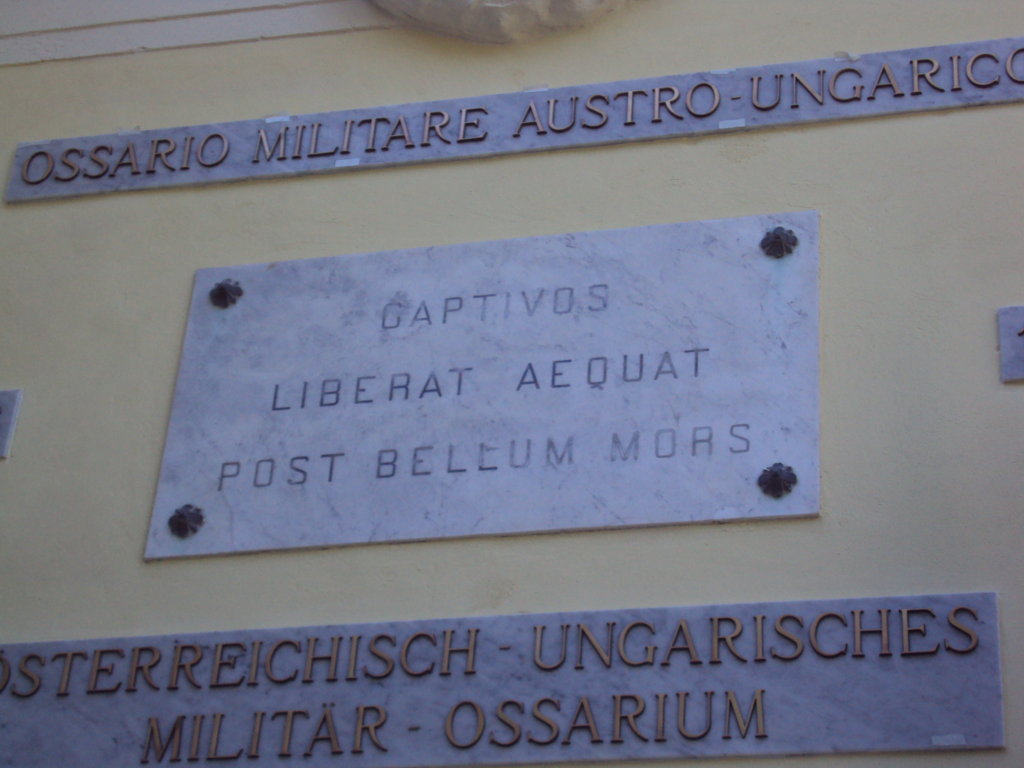 OSSARIO MILITARE AUSTRO-UNGARICO
CAPTIVOS
LIBERAT AEQUAT
POST BELLUM MORS
ÖSTERREICHISCH - UNGARISCHES
MILITÄR - OSSARIUM